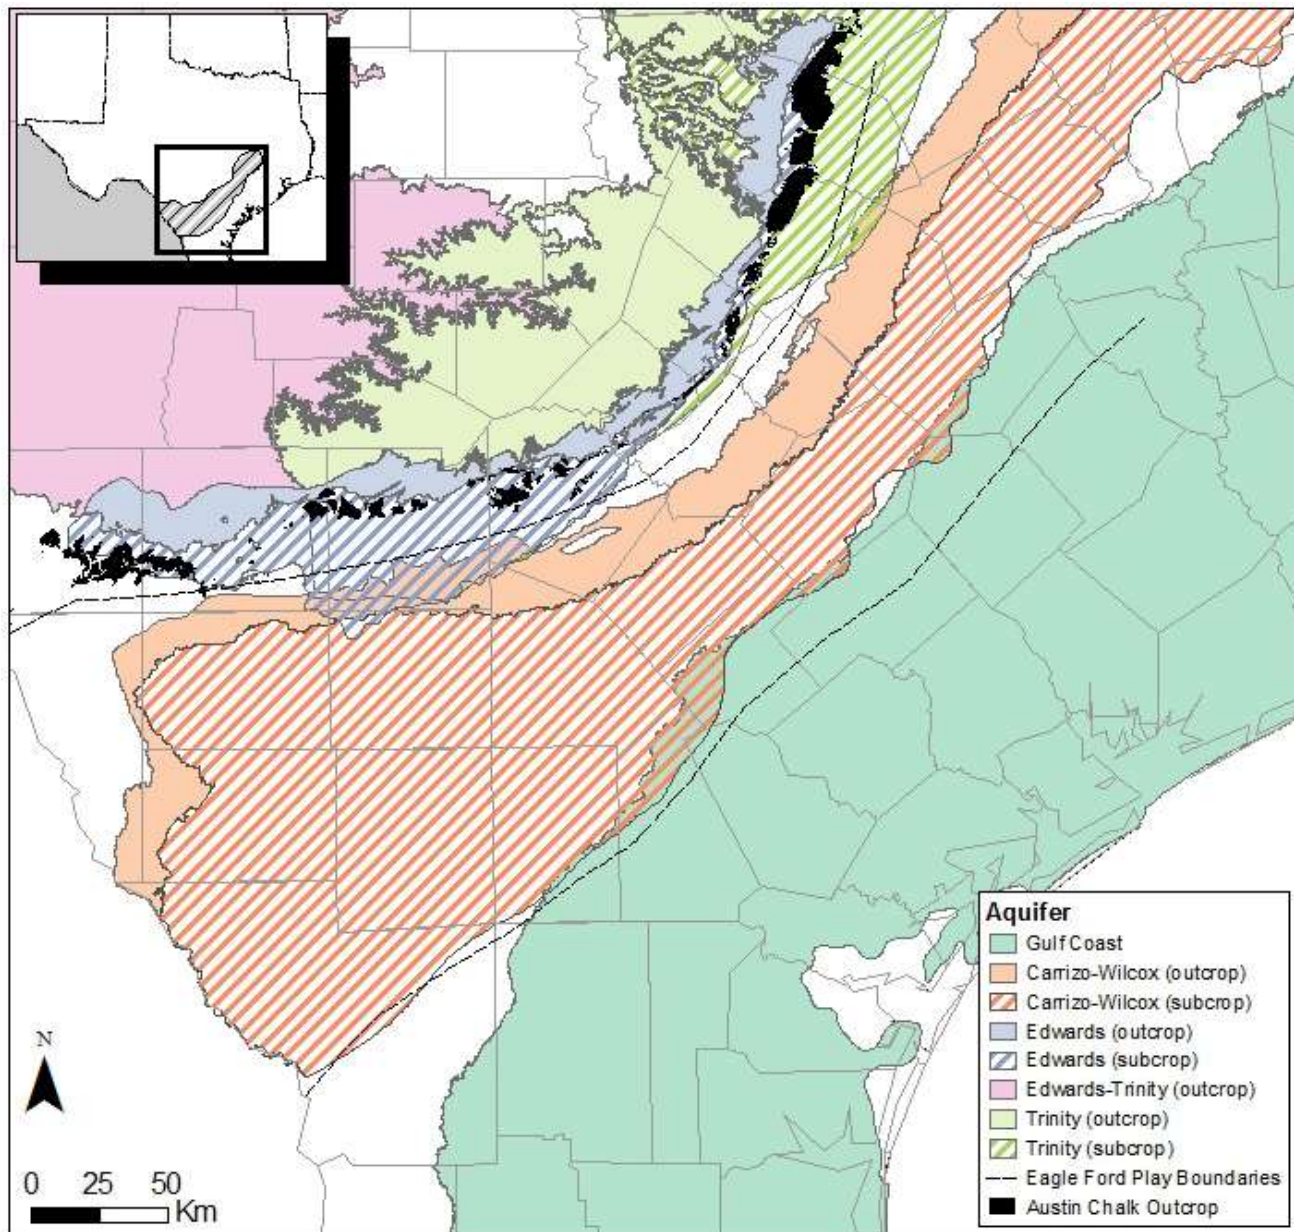 N
0 25 50
Km
Aquifer
Gulf Coast
Carrizo-Wilcox (outcrop)
Carrizo-Wilcox (subcrop)
Edwards (outcrop)
Edwards (subcrop)
Edwards-Trinity (outcrop)
Trinity (outcrop)
Trinity (subcrop)
Eagle Ford Play Boundaries
Austin Chalk Outcrop